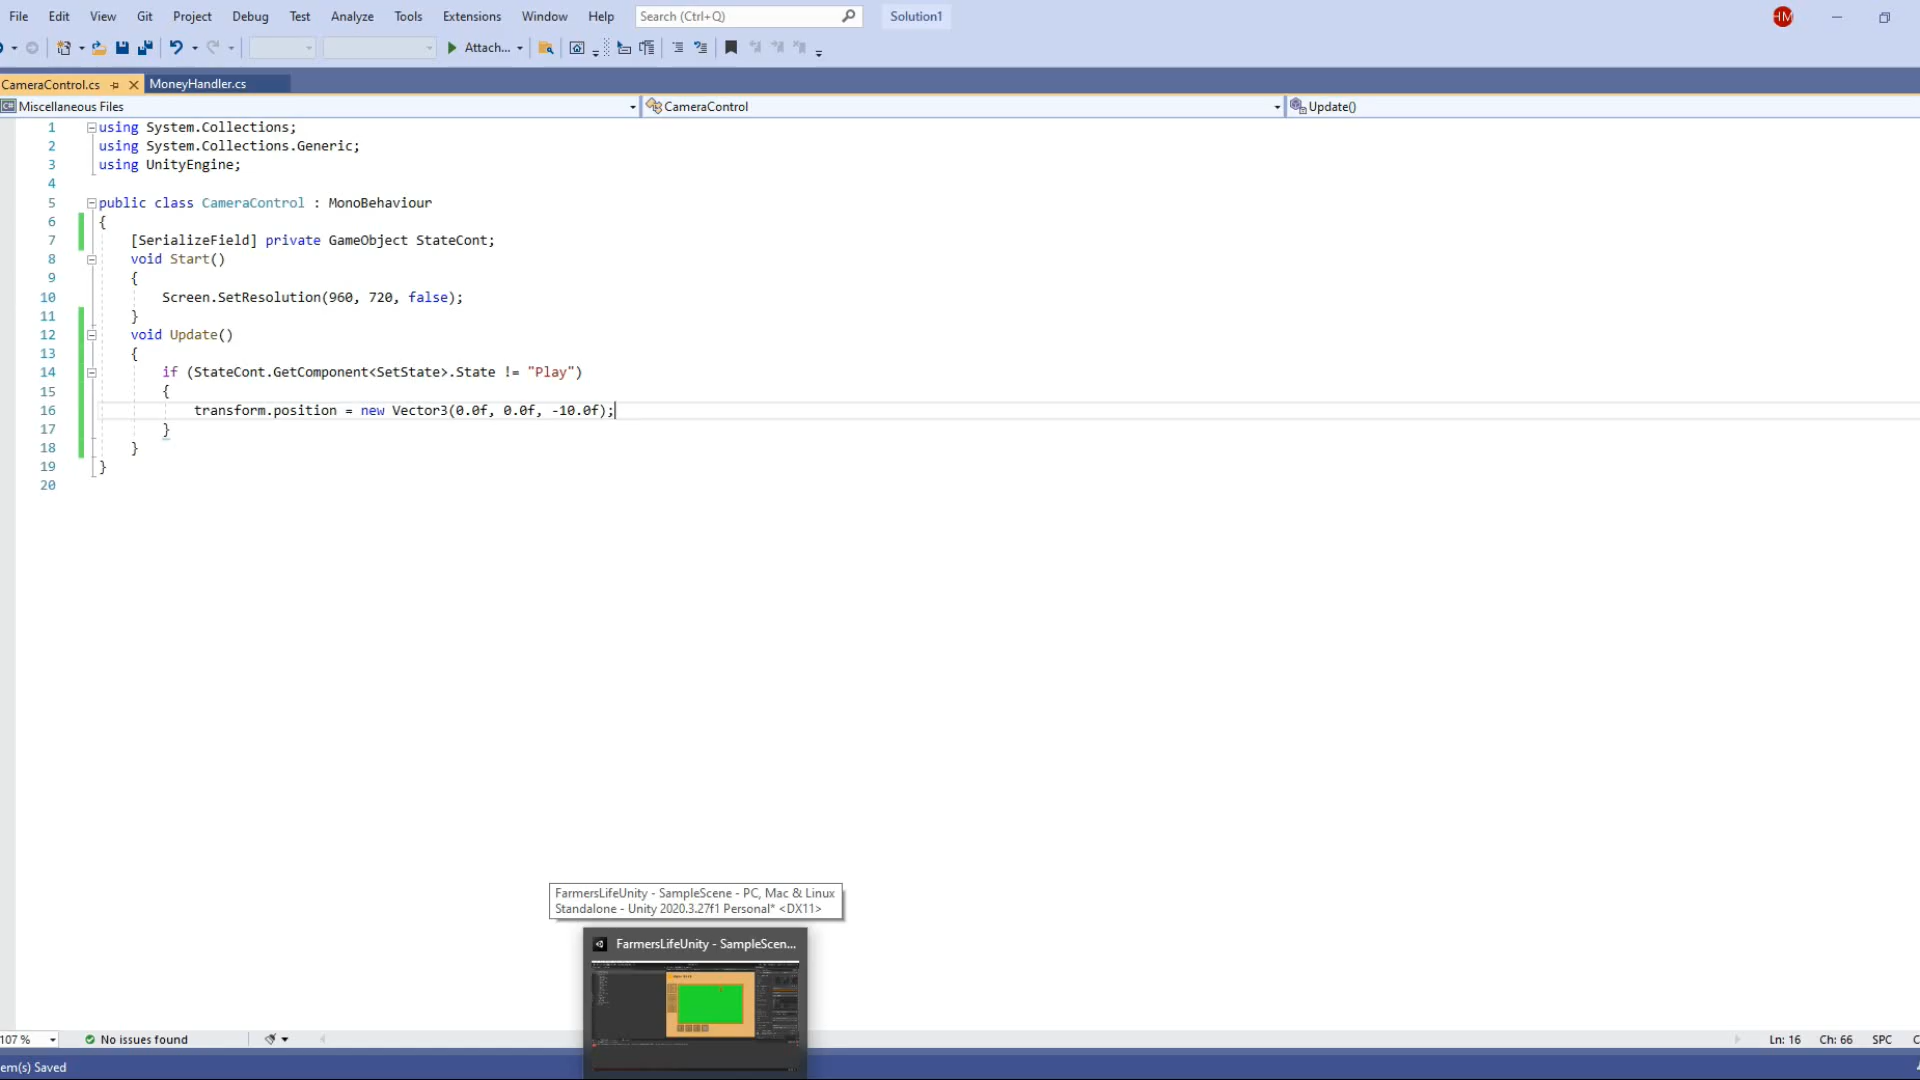 File Edit View Git Project Debug Test Analyze Tools Extensions Window Help Search (Ctrl+Q) Solution1 HM
Attach...
CameraControl.cs MoneyHandler.cs
Miscellaneous Files CameraControl Update()
1 using System.Collections;
2 using System.Collections.Generic;
3 using UnityEngine;
4
5 public class CameraControl : MonoBehaviour
6 {
7 [SerializeField] private GameObject StateCont;
8 void Start()
9 {
10 Screen.SetResolution(960, 720, false);
11 }
12 void Update()
13 {
14 if (StateCont.GetComponent<SetState>.State != "Play")
15 {
16 transform.position = new Vector3(0.0f, 0.0f, -10.0f);
17 }
18 }
19 }
20
FarmersLifeUnity - SampleScene - PC, Mac & Linux
Standalone - Unity 2020.3.27f1 Personal* <DX11>
FarmersLifeUnity - SampleScen...
107 % No issues found Ln: 16 Ch: 66 SPC
em(s) Saved